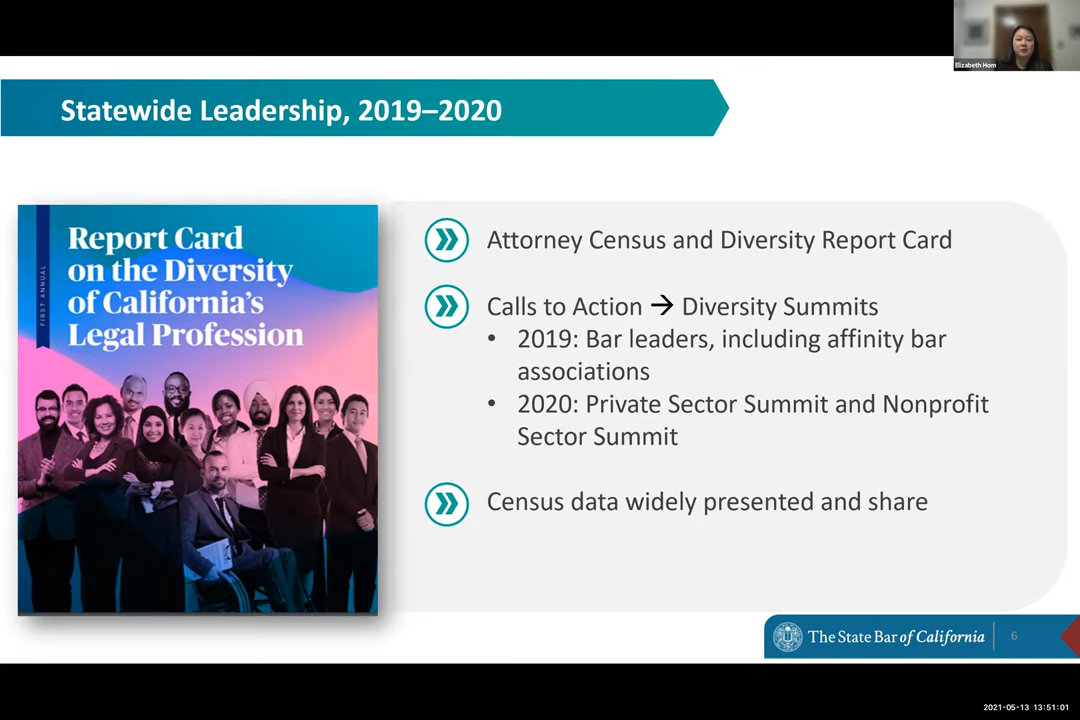 Elizabeth Hom
Statewide Leadership, 2019–2020
FIRST ANNUAL
Report Card
on the Diversity
of California's
Legal Profession
Attorney Census and Diversity Report Card
Calls to Action → Diversity Summits
• 2019: Bar leaders, including affinity bar
associations
• 2020: Private Sector Summit and Nonprofit
Sector Summit
Census data widely presented and share
The State Bar of California
6
2021-05-13 13:51:01